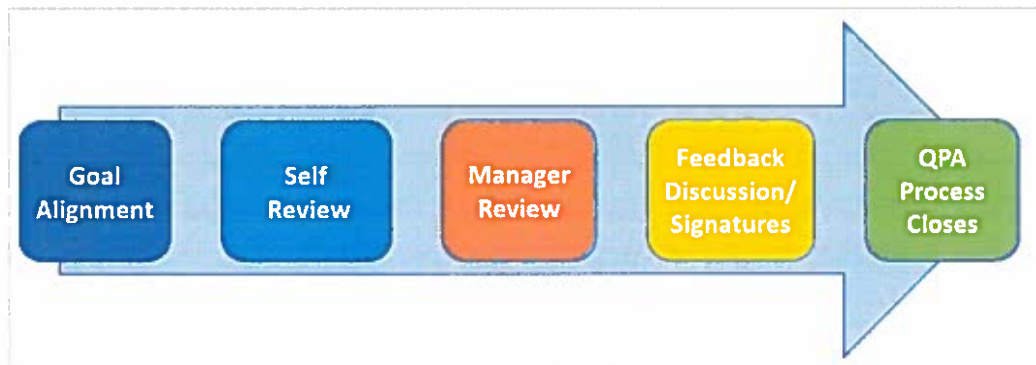 Goal
Alignment
Self
Review
Manager
Review
Feedback
Discussion/
Signatures
QPA
Process
Closes